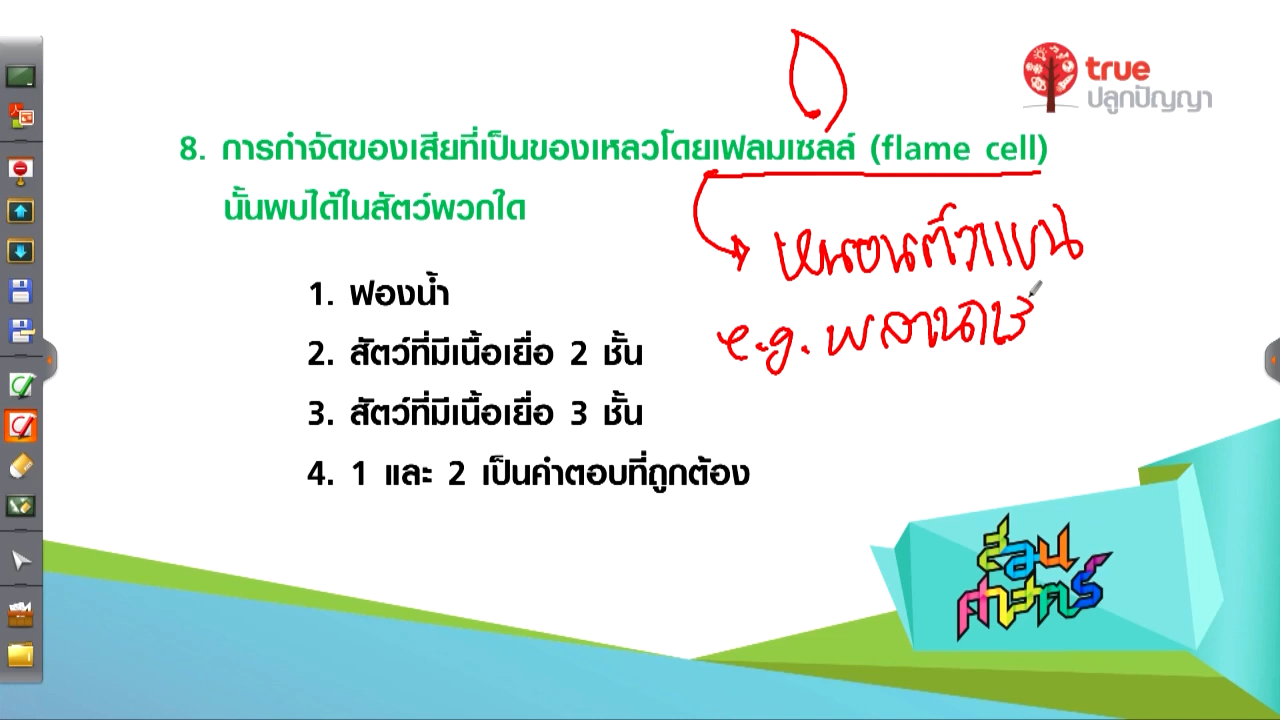 true
ปลูกปัญญา
8. การกำจัดของเสียที่เป็นของเหลวโดยเฟลมเซลล์ (flame cell)
นั้นพบได้ในสัตว์พวกใด
หนอนตัวแบน
e.g. พลานาเรี
1. ฟองน้ำ
2. สัตว์ที่มีเนื้อเยื่อ 2 ชั้น
3. สัตว์ที่มีเนื้อเยื่อ 3 ชั้น
4. 1 และ 2 เป็นคำตอบที่ถูกต้อง
สอน
ศาสตร์